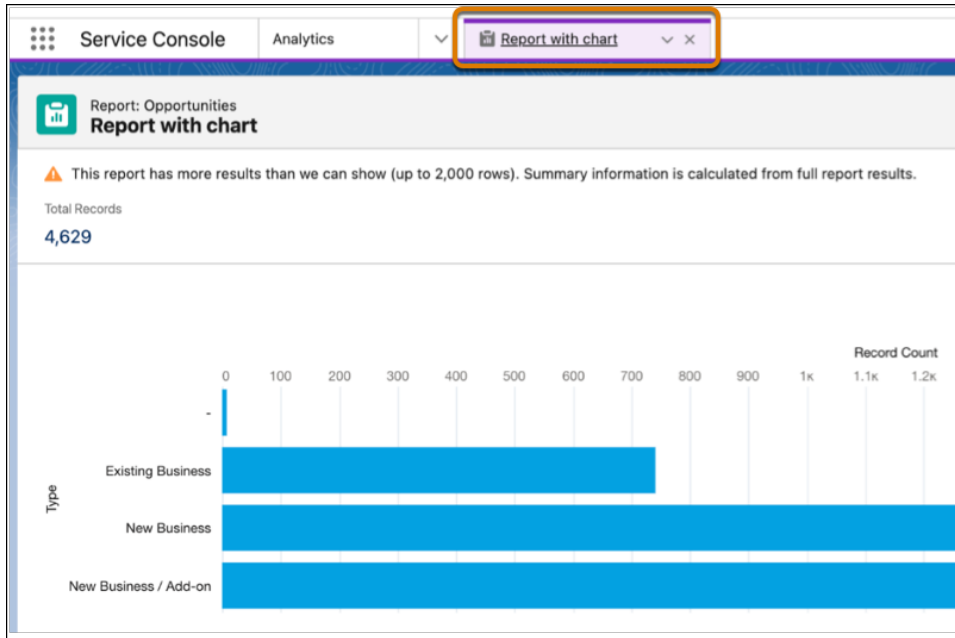 Service Console
Analytics
Report with chart
Report: Opportunities
Report with chart
This report has more results than we can show (up to 2,000 rows). Summary information is calculated from full report results.
Total Records
4,629
Record Count
0 100 200 300 400 500 600 700 800 900 1K 1.1K 1.2K
Type
-
Existing Business
New Business
New Business / Add-on